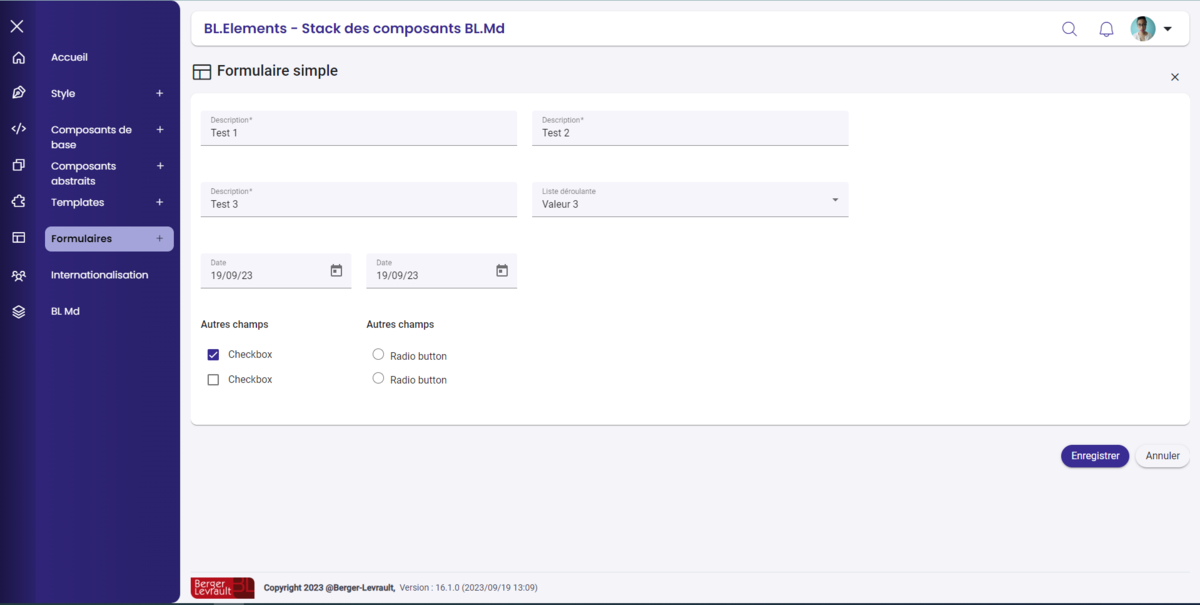 BL.Elements - Stack des composants BL.Md
Accueil
Style +
Composants de base +
Composants abstraits +
Templates +
Formulaires +
Internationalisation
BL Md
Formulaire simple
Description*
Test 1
Description*
Test 2
Description*
Test 3
Liste déroulante
Valeur 3
Date
19/09/23
Date
19/09/23
Autres champs
Checkbox
Checkbox
Autres champs
Radio button
Radio button
Enregistrer
Annuler
Berger
Levrault
BL
Copyright 2023 @Berger-Levrault, Version : 16.1.0 (2023/09/19 13:09)